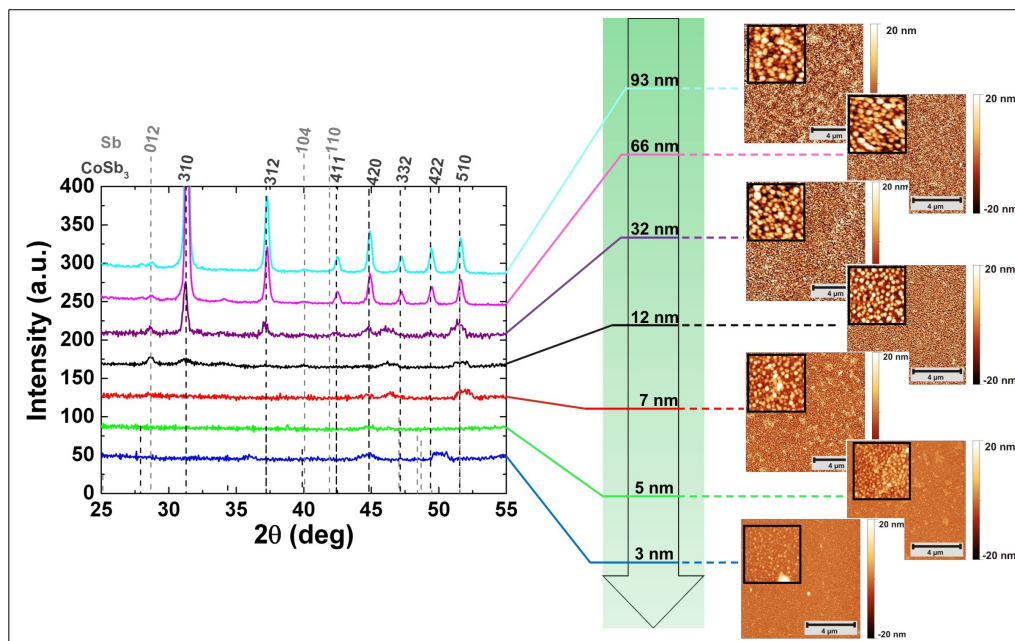 Sb
CoSb3
012
310
312
104
110
411
420
332
422
510
400
350
300
250
200
150
100
50
0
Intensity (a.u.)
25 30 35 40 45 50 55
2θ (deg)
93 nm
66 nm
32 nm
12 nm
7 nm
5 nm
3 nm
20 nm
4 µm
20 nm
-20 nm
4 µm
20 nm
4 µm
20 nm
-20 nm
4 µm
20 nm
4 µm
20 nm
-20 nm
4 µm
20 nm
-20 nm
4 µm